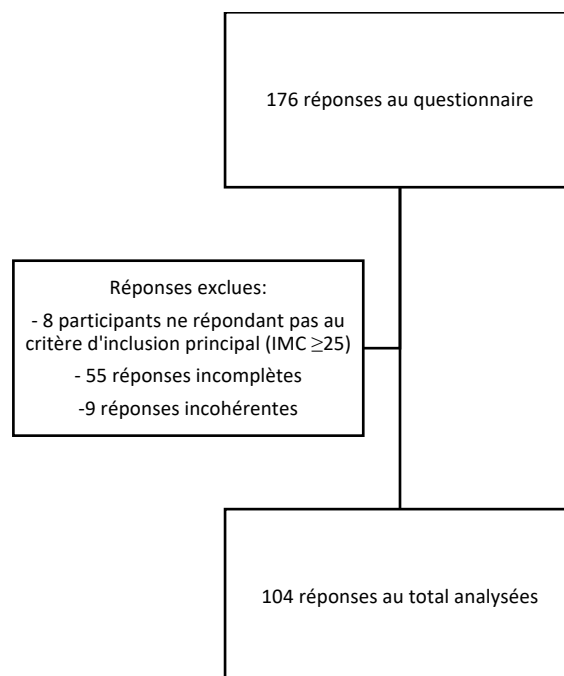 176 réponses au questionnaire
Réponses exclues:
- 8 participants ne répondant pas au
critère d'inclusion principal (IMC ≥25)
- 55 réponses incomplètes
-9 réponses incohérentes
104 réponses au total analysées